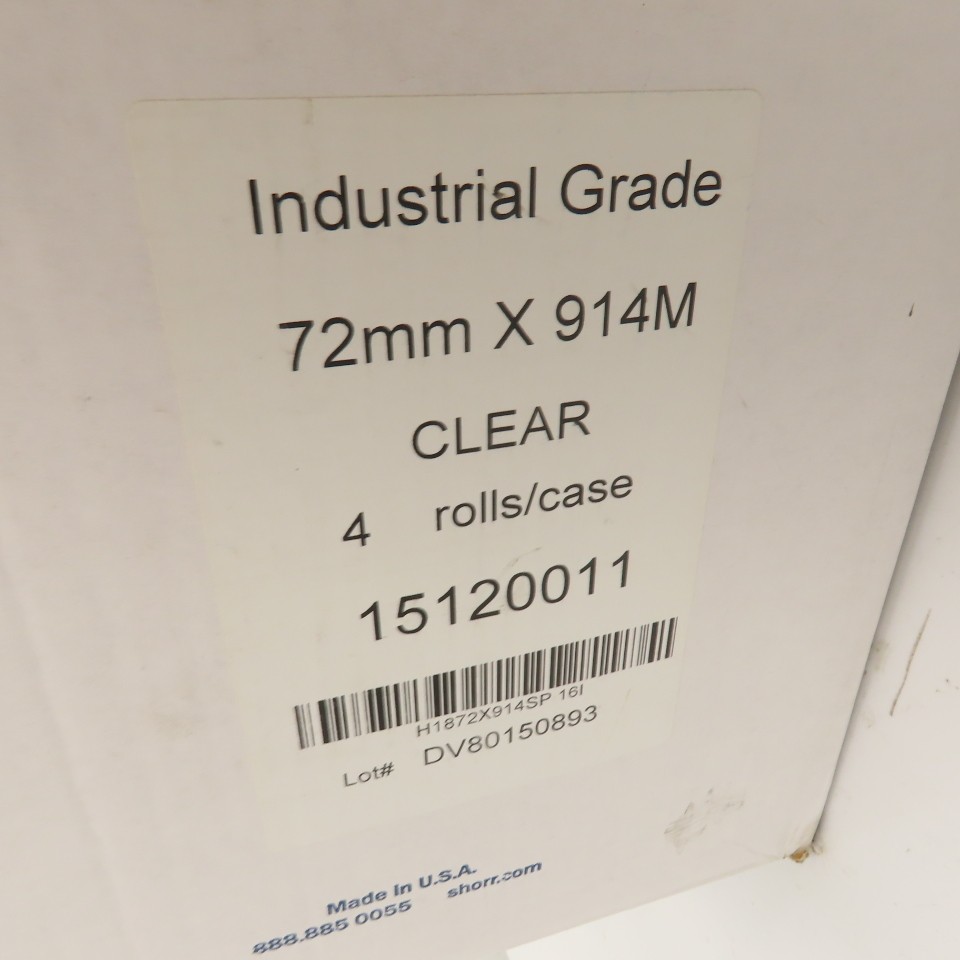 Industrial Grade
72mm X 914M
CLEAR
4 rolls/case
15120011
H1872X914SP 16I
Lot# DV80150893
Made In U.S.A.
888.885 0055 shorr.com